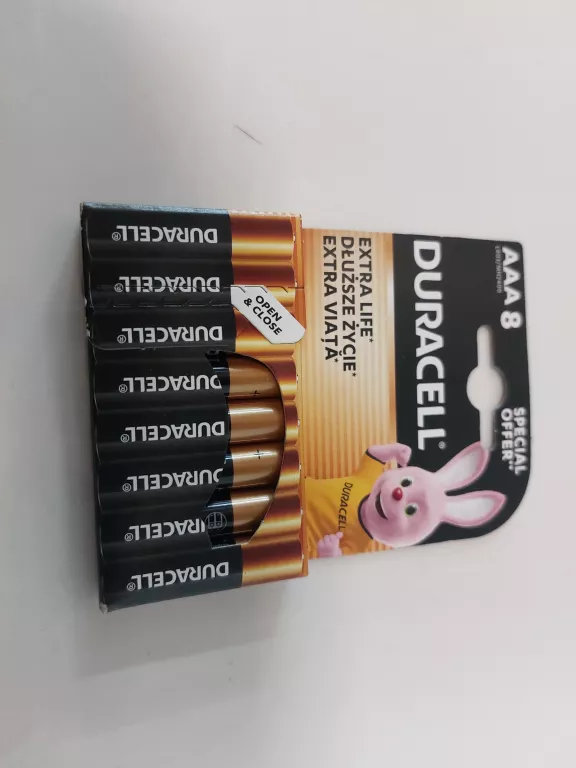 AAA 8
SPECIAL
OFFER**
DURACELL®
EXTRA LIFE*
DŁUŻSZE ŻYCIE*
EXTRA VIAȚĂ*
DURACELL
OPEN
& CLOSE
DURACELL®
DURACELL®
DURACELL®
DURACELL®
DURACELL®
DURACELL®
DURACELL®
DURACELL®